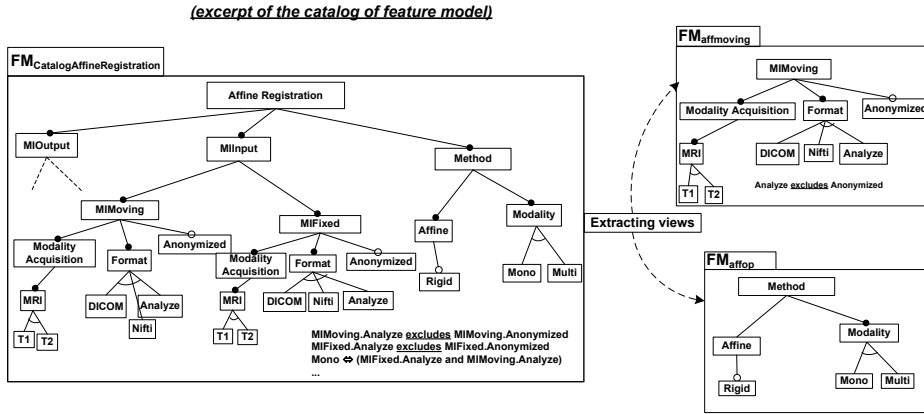 (excerpt of the catalog of feature model)
FMCatalogAffineRegistration
Affine Registration
MIOutput
MIInput
Method
MIMoving
MIFixed
Affine
Modality
Modality
Acquisition
Format
Anonymized
Modality
Acquisition
Format
Anonymized
Rigid
Mono
Multi
MRI
DICOM
Nifti
Analyze
MRI
DICOM
Nifti
Analyze
T1
T2
T1
T2
MIMoving.Analyze excludes MIMoving.Anonymized
MIFixed.Analyze excludes MIFixed.Anonymized
Mono ⇔ (MIFixed.Analyze and MIMoving.Analyze)
...
Extracting views
FMaffmoving
MIMoving
Modality Acquisition
Format
Anonymized
MRI
DICOM
Nifti
Analyze
T1
T2
Analyze excludes Anonymized
FMaffop
Method
Affine
Modality
Rigid
Mono
Multi